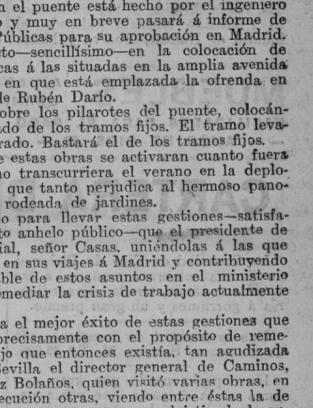 n el puente está hecho por el ingeniero
o y muy en breve pasará á informe de
Públicas para su aprobación en Madrid.
to—sencillísimo—en la colocación de
cas á las situadas en la amplia avenida
en que está emplazada la ofrenda en
le Rubén Darío.
obre los pilarotes del puente, colocán-
ado de los tramos fijos. El tramo leva-
rado. Bastará el de los tramos fijos.
e estas obras se activaran cuanto fuera
no transcurriera el verano en la deplo-
que tanto perjudica al hermoso pano-
rodeada de jardines.
o para llevar estas gestiones—satisfa-
to anhelo público—que el presidente de
ial, señor Casas, uniéndolas á las que
en sus viajes á Madrid y contribuyendo
ble de estos asuntos en el ministerio
emediar la crisis de trabajo actualmente
a el mejor éxito de estas gestiones que
precisamente con el propósito de reme-
jo que entonces existía, tan agudizada
Sevilla el director general de Caminos,
z Bolaños, quien visitó varias obras, en
ecución otras, viendo entre éstas la de